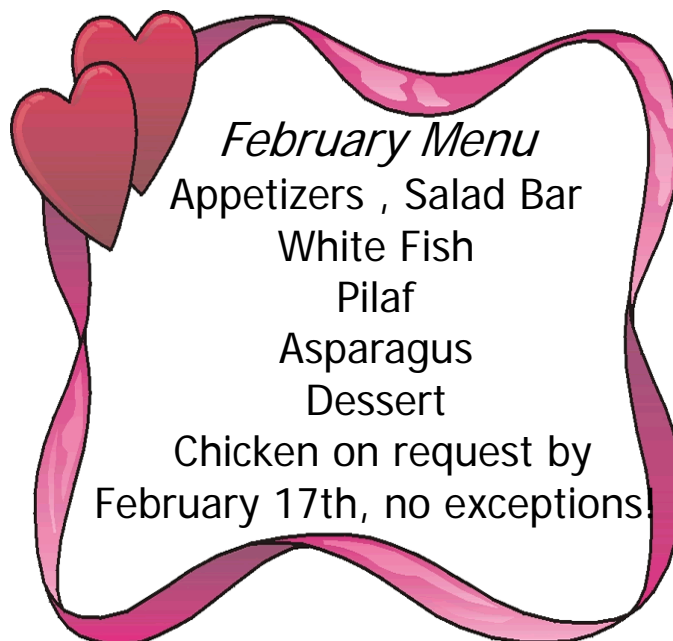 February Menu
Appetizers , Salad Bar
White Fish
Pilaf
Asparagus
Dessert
Chicken on request by
February 17th, no exceptions!